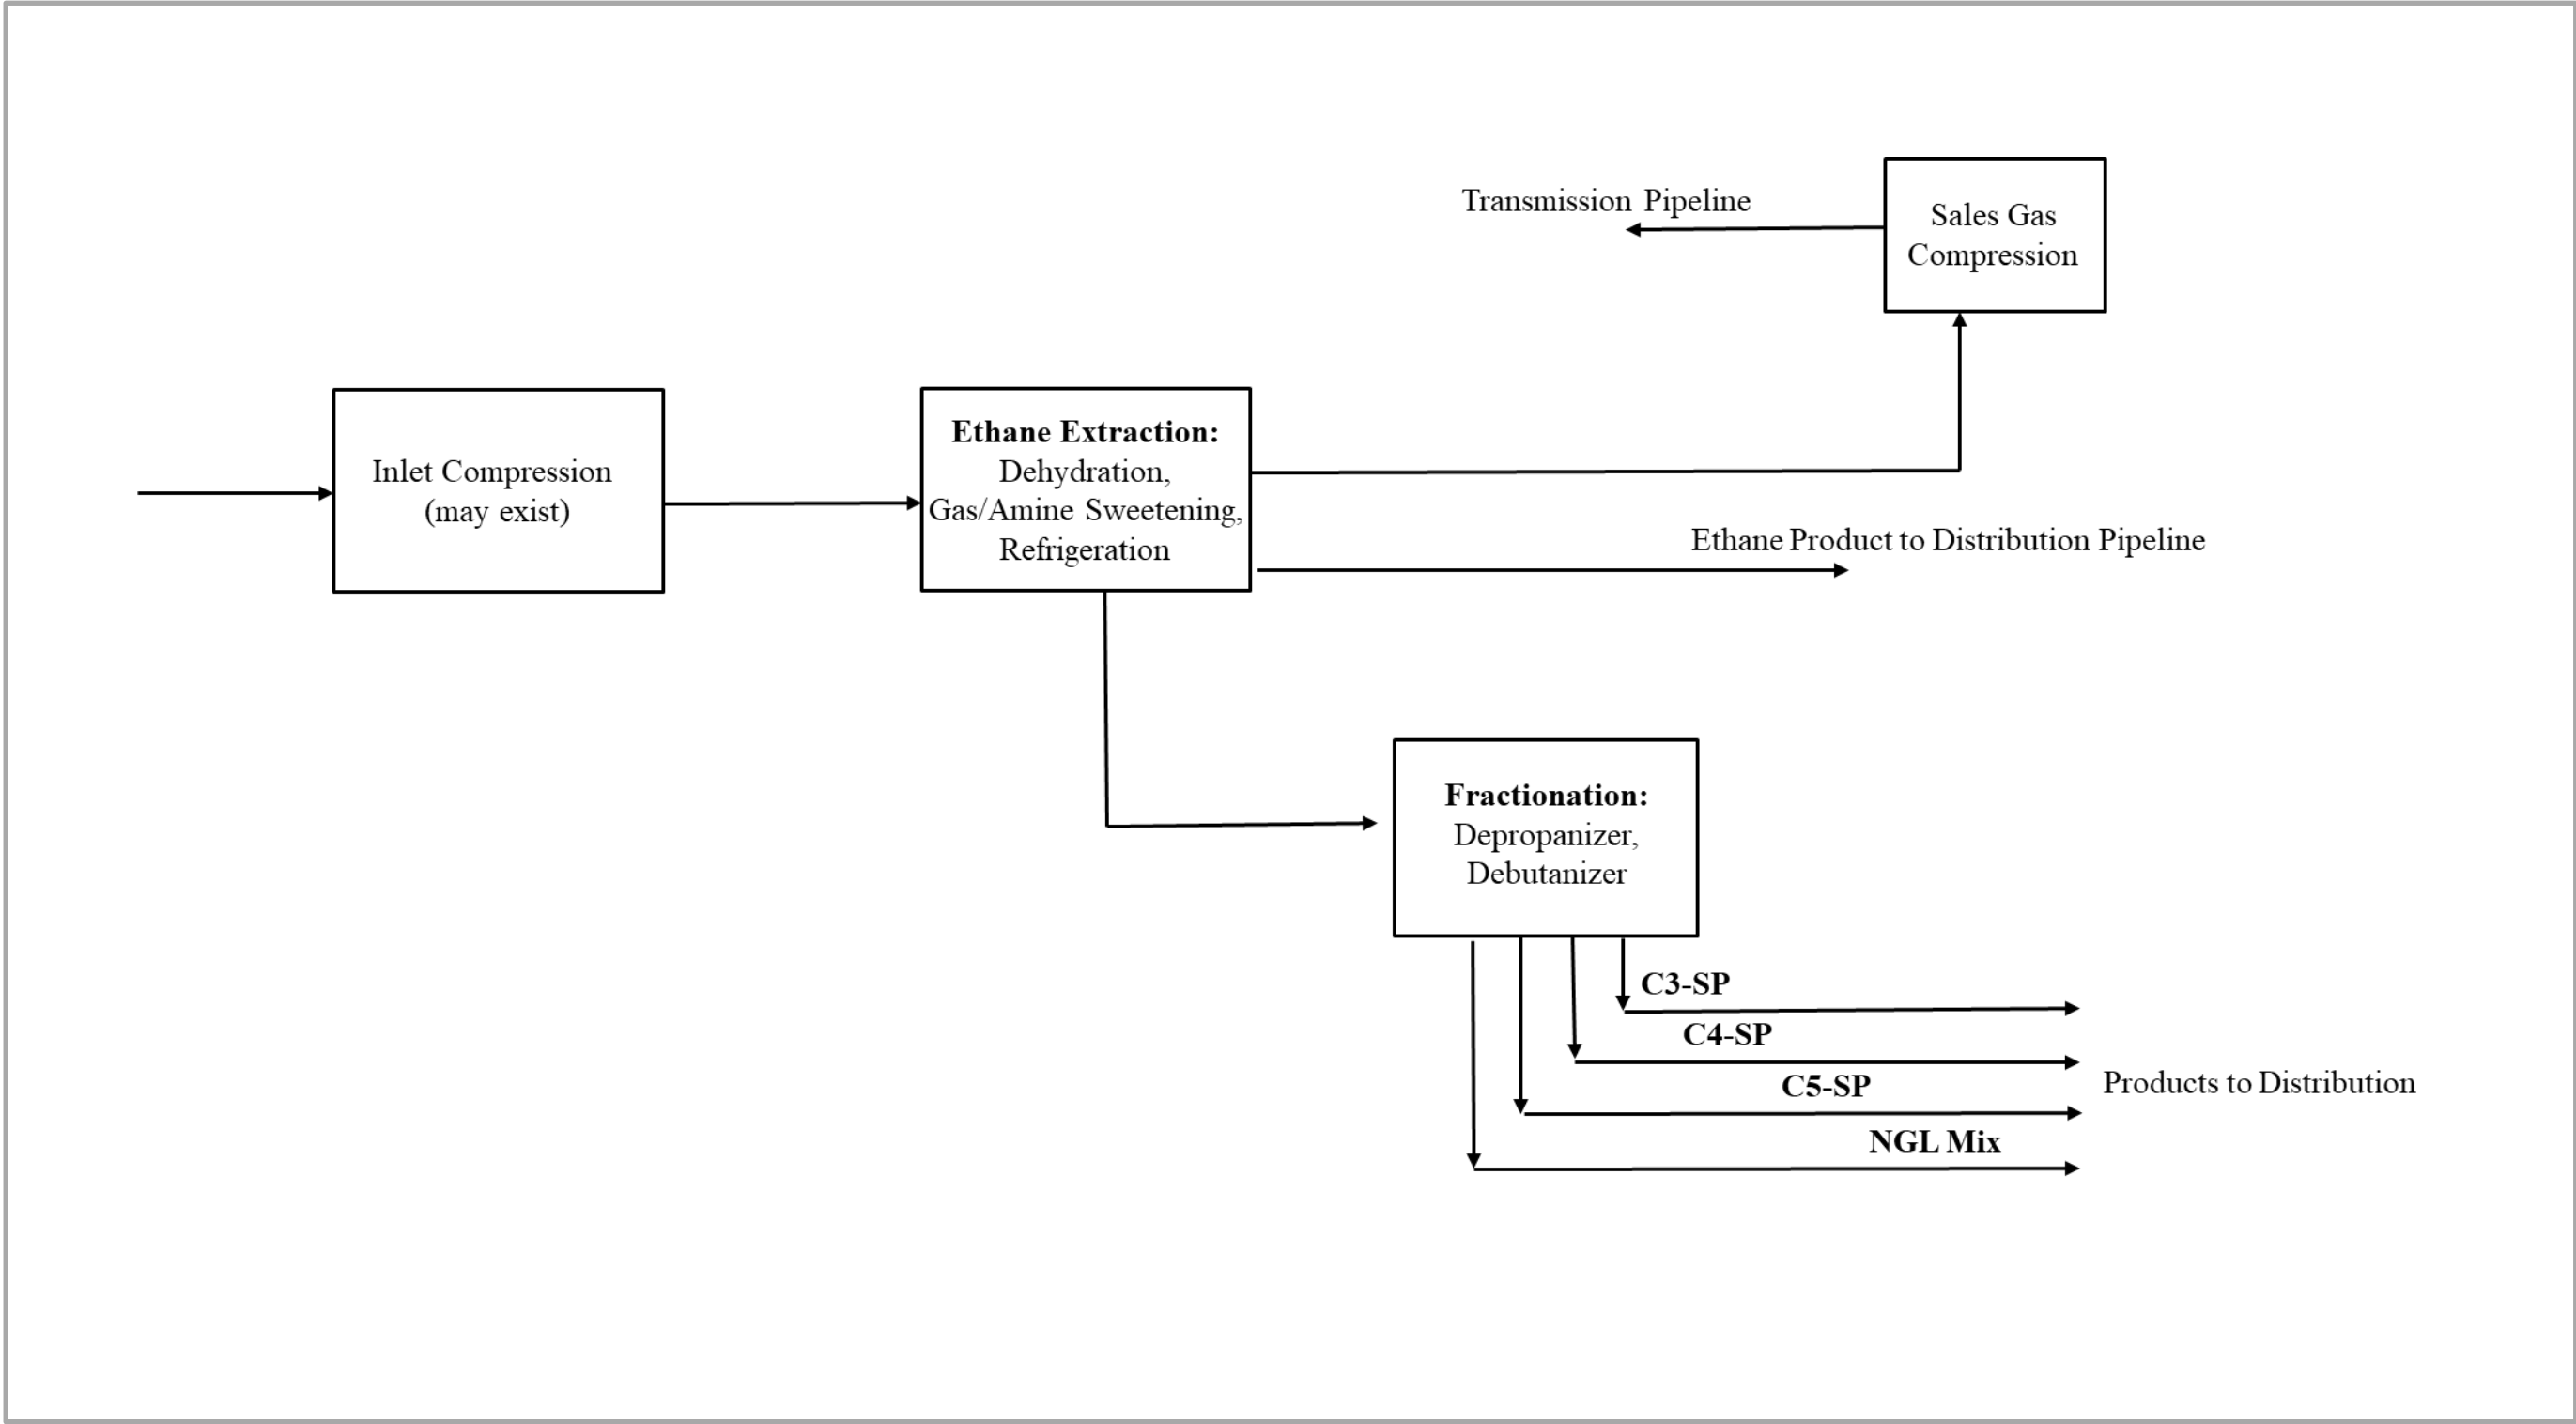 Transmission Pipeline
Sales Gas
Compression
Inlet Compression
(may exist)
Ethane Extraction:
Dehydration,
Gas/Amine Sweetening,
Refrigeration
Ethane Product to Distribution Pipeline
Fractionation:
Depropanizer,
Debutanizer
C3-SP
C4-SP
C5-SP
NGL Mix
Products to Distribution